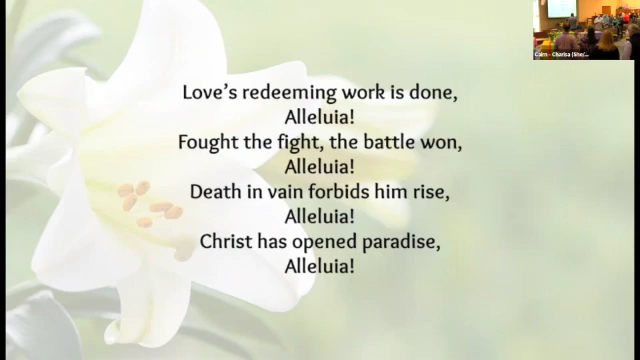 Love's redeeming work is done,
Alleluia!
Fought the fight, the battle won,
Alleluia!
Death in vain forbids him rise,
Alleluia!
Christ has opened paradise,
Alleluia!